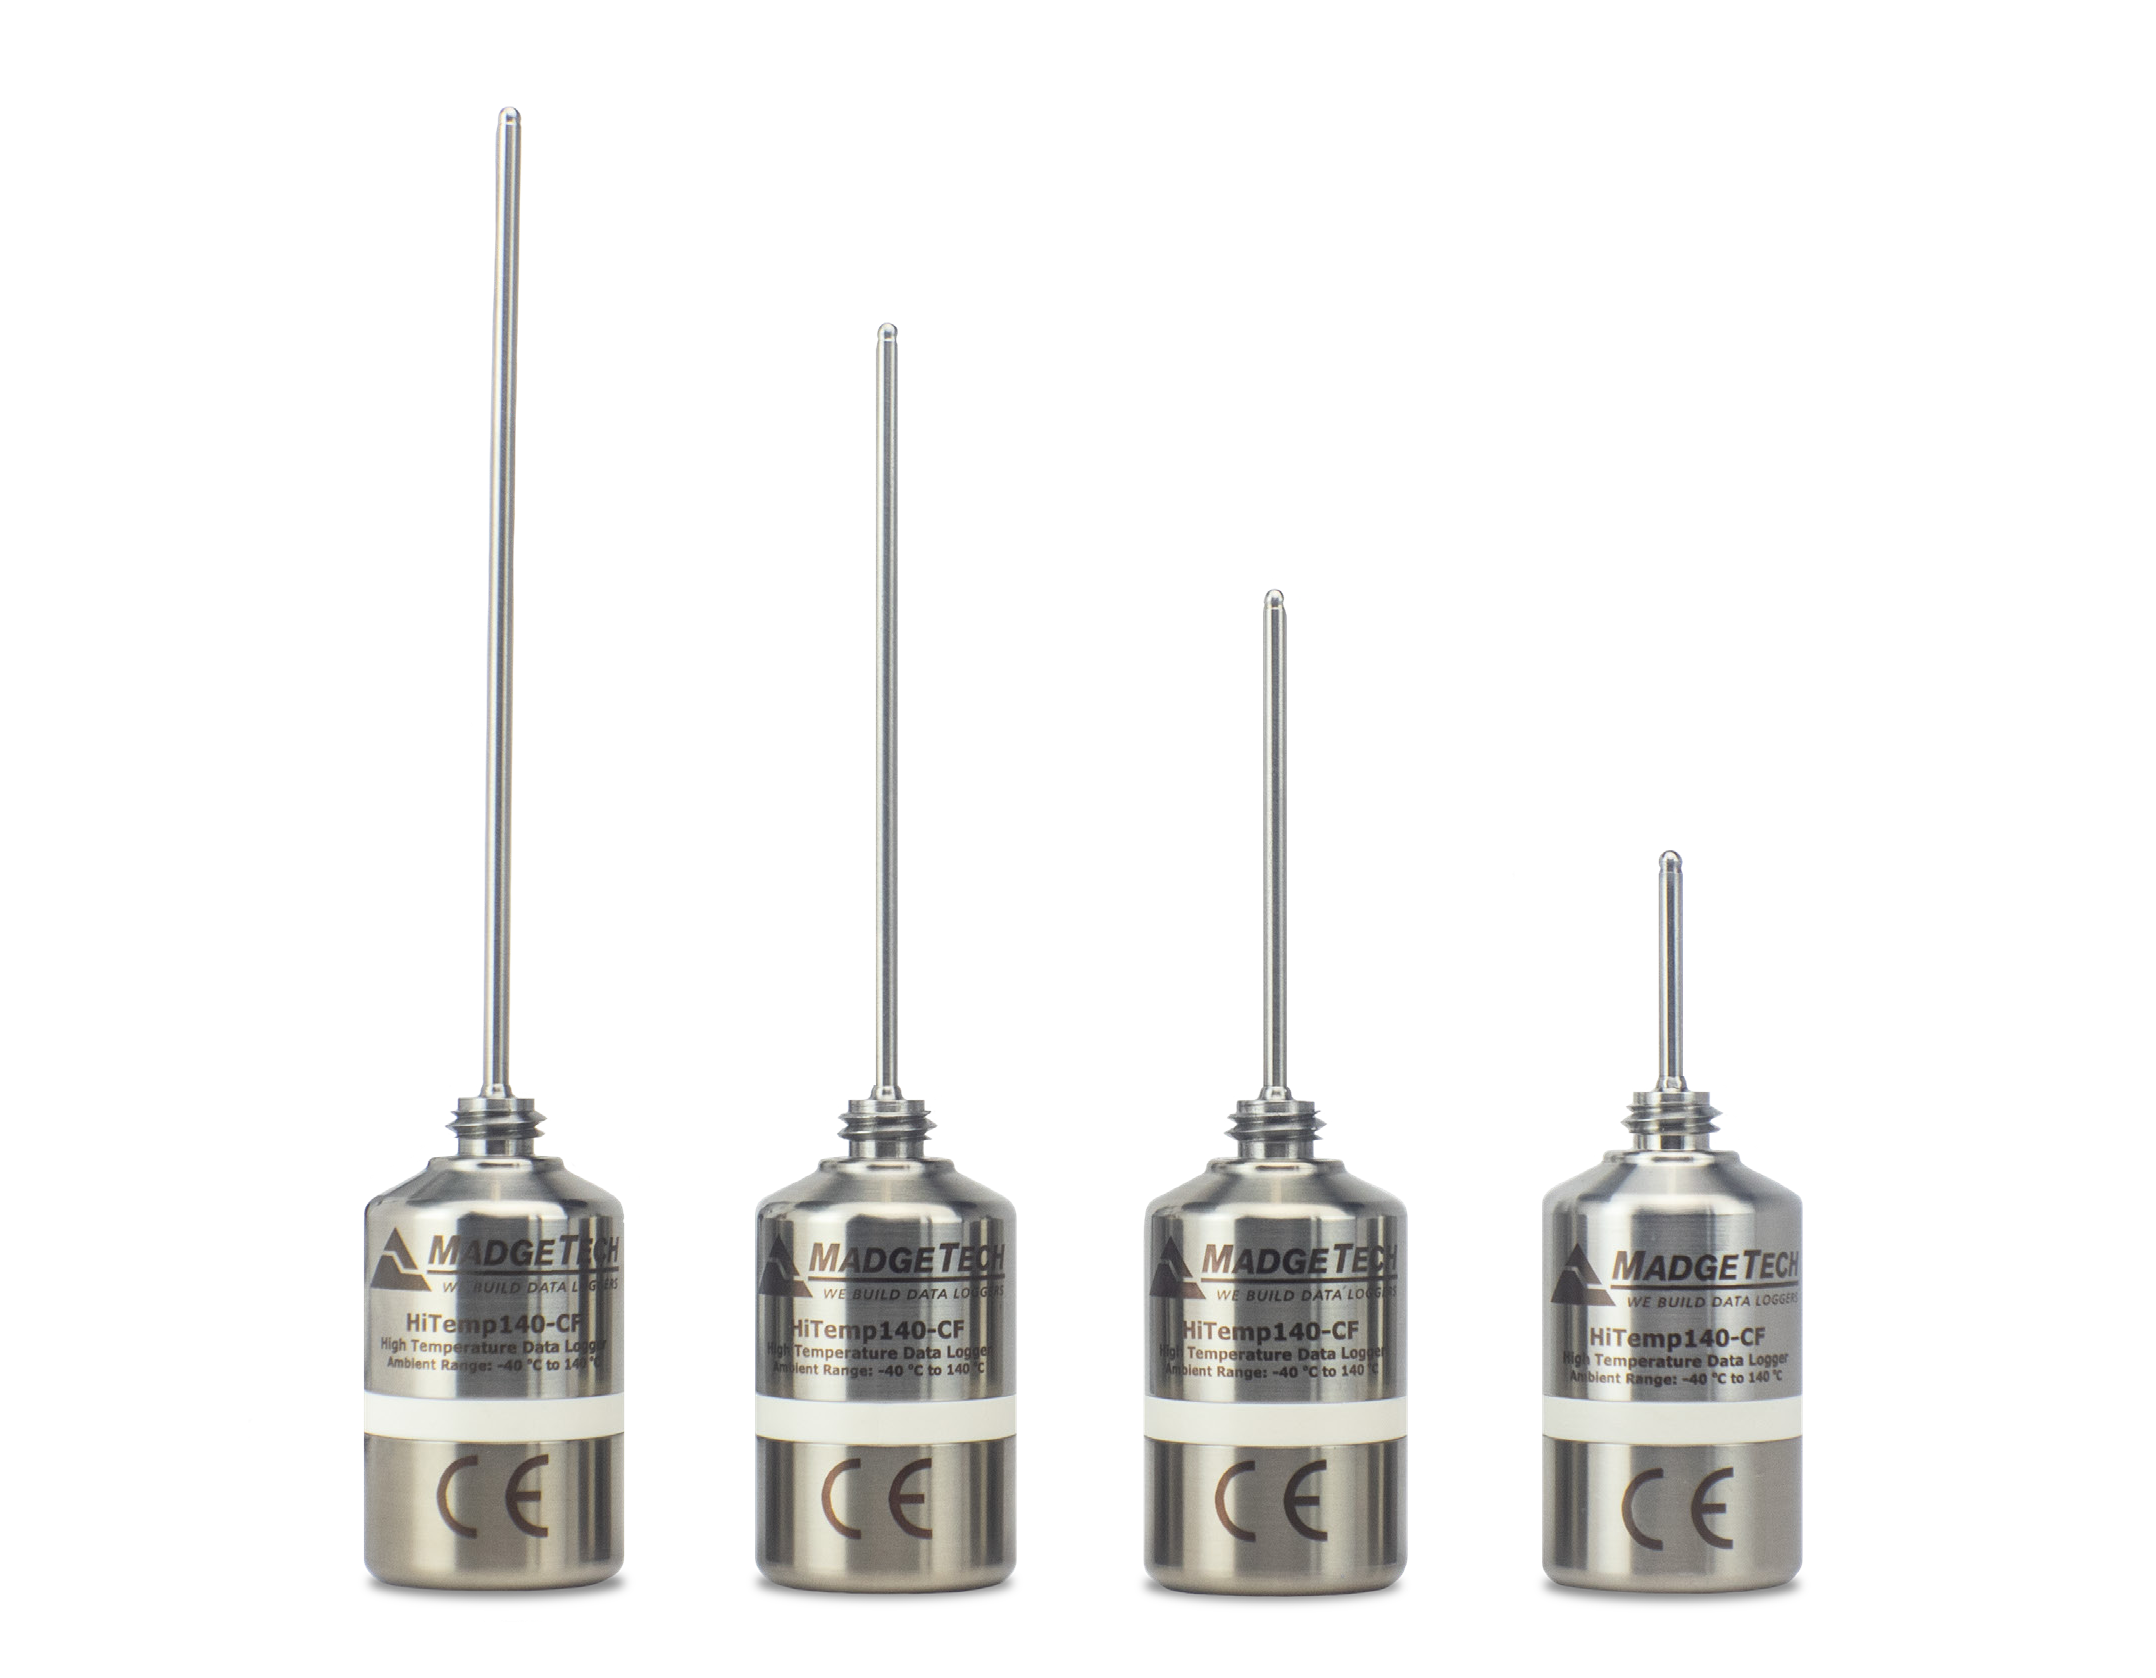 MADGETECH
WE BUILD DATA LOGGERS
HiTemp140-CF
High Temperature Data Logger
Ambient Range: -40 °C to 140 °C
CE
MADGETECH
WE BUILD DATA LOGGERS
HiTemp140-CF
High Temperature Data Logger
Ambient Range: -40 °C to 140 °C
CE
MADGETECH
WE BUILD DATA LOGGERS
HiTemp140-CF
High Temperature Data Logger
Ambient Range: -40 °C to 140 °C
CE
MADGETECH
WE BUILD DATA LOGGERS
HiTemp140-CF
High Temperature Data Logger
Ambient Range: -40 °C to 140 °C
CE